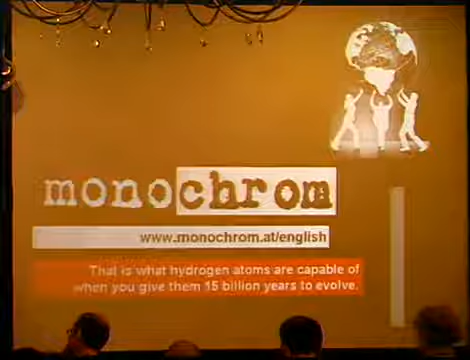 monochrom
www.monochrom.at/english
That is what hydrogen atoms are capable of
when you give them 15 billion years to evolve.